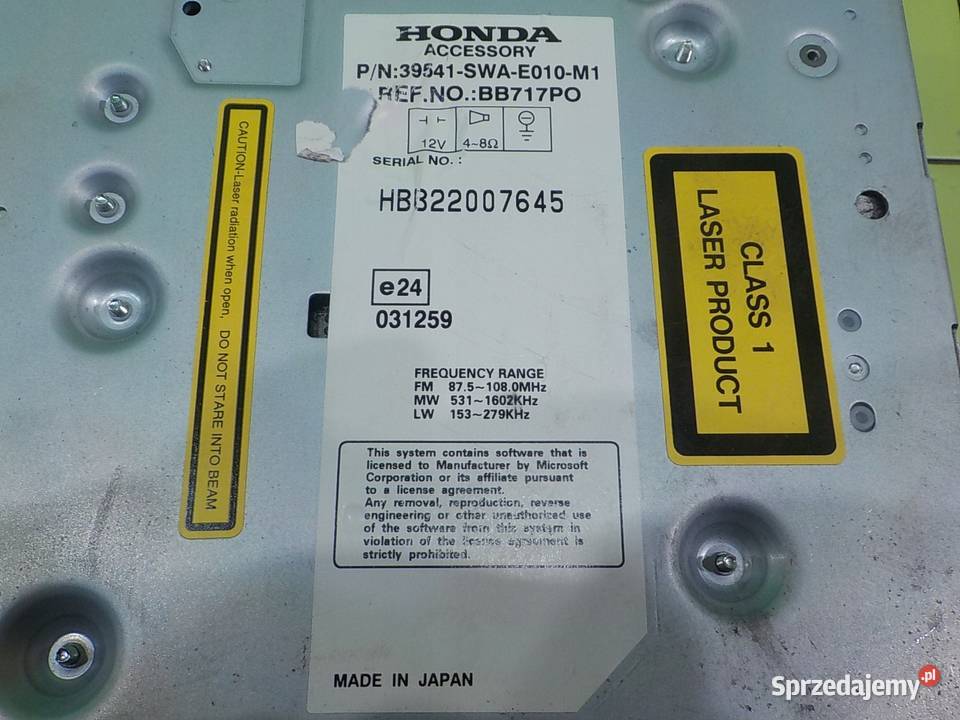 HONDA
ACCESSORY
P/N:39541-SWA-E010-M1
REF.NO.:BB717PO
12V 4~8Ω
SERIAL NO. :
HBB22007645
e24
031259
FREQUENCY RANGE
FM 87.5~108.0MHz
MW 531~1602KHz
LW 153~279KHz
This system contains software that is
licensed to Manufacturer by Microsoft
Corporation or its affiliate pursuant
to a license agreement.
Any removal, reproduction, reverse
engineering or other unauthorized use
of the software from this system in
violation of the license agreement is
strictly prohibited.
MADE IN JAPAN
CAUTION-Laser radiation when open, DO NOT STARE INTO BEAM
CLASS 1
LASER PRODUCT
Sprzedajemy.pl